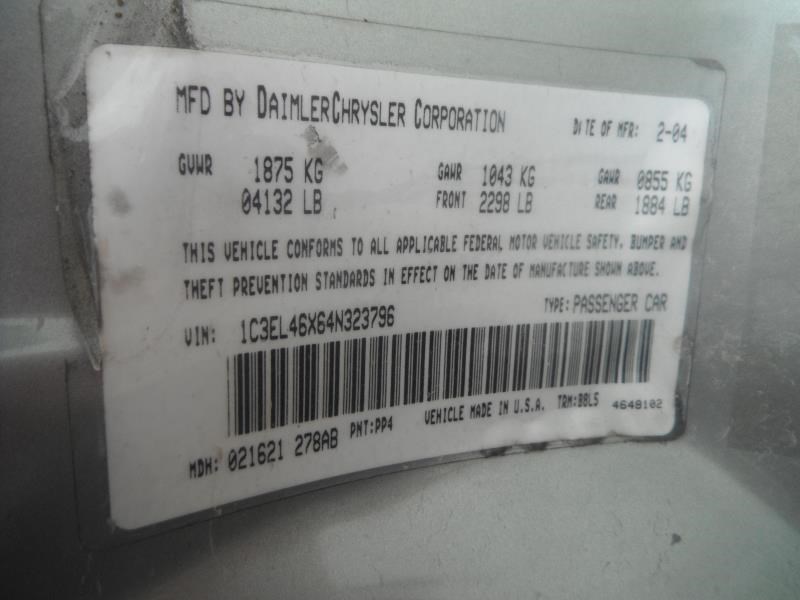 MFD BY DAIMLERCHRYSLER CORPORATION DATE OF MFR: 2-04
GVWR 1875 KG GAWR 1043 KG GAWR 0855 KG
04132 LB FRONT 2298 LB REAR 1884 LB
THIS VEHICLE CONFORMS TO ALL APPLICABLE FEDERAL MOTOR VEHICLE SAFETY, BUMPER AND
THEFT PREVENTION STANDARDS IN EFFECT ON THE DATE OF MANUFACTURE SHOWN ABOVE.
VIN: 1C3EL46X64N323796 TYPE: PASSENGER CAR
MDH: 021621 278AB PNT:PP4 VEHICLE MADE IN U.S.A. TRM:BBL5 4648102